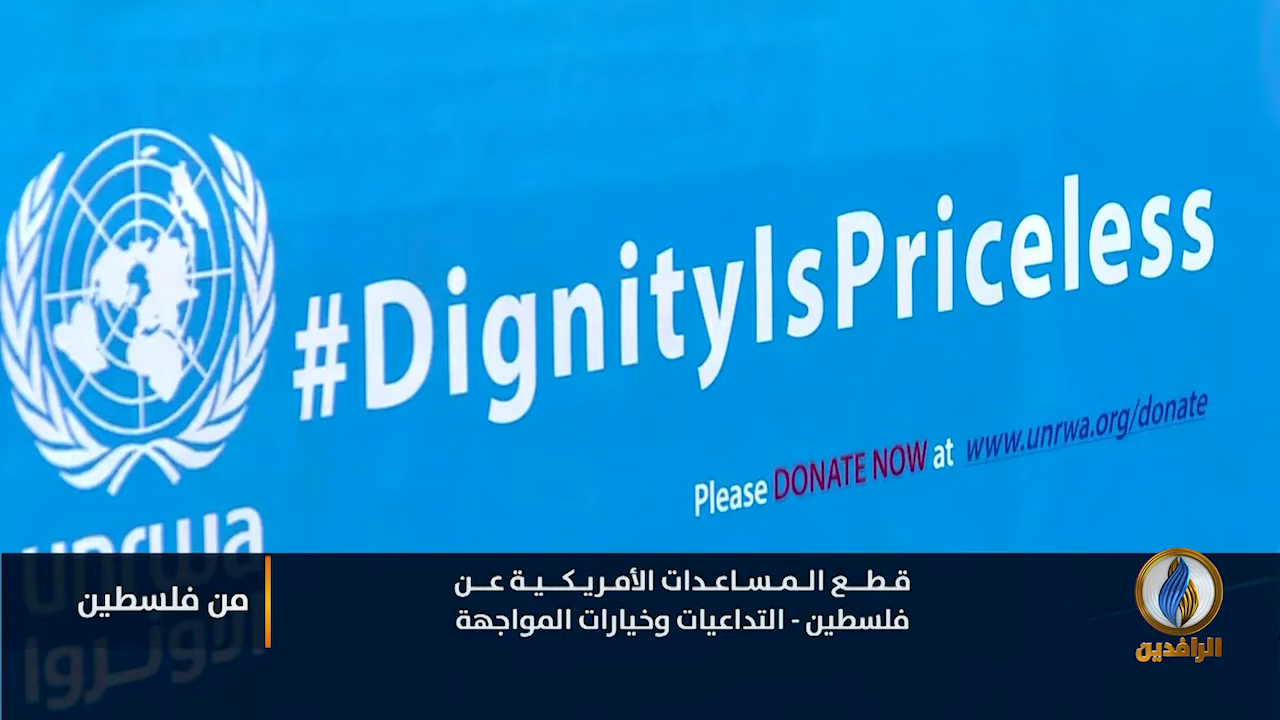 #DignityIsPriceless
Please DONATE NOW at www.unrwa.org/donate
unrwa
الأونروا
من فلسطين
قطع المساعدات الأمريكية عن
فلسطين - التداعيات وخيارات المواجهة
الرافدين